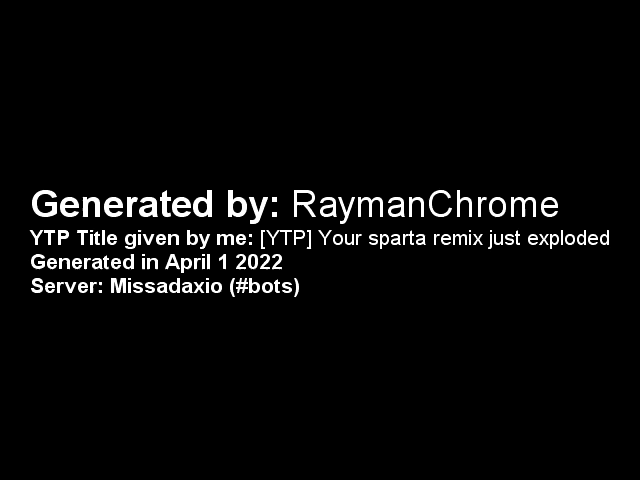 Generated by: RaymanChrome
YTP Title given by me: [YTP] Your sparta remix just exploded
Generated in April 1 2022
Server: Missadaxio (#bots)